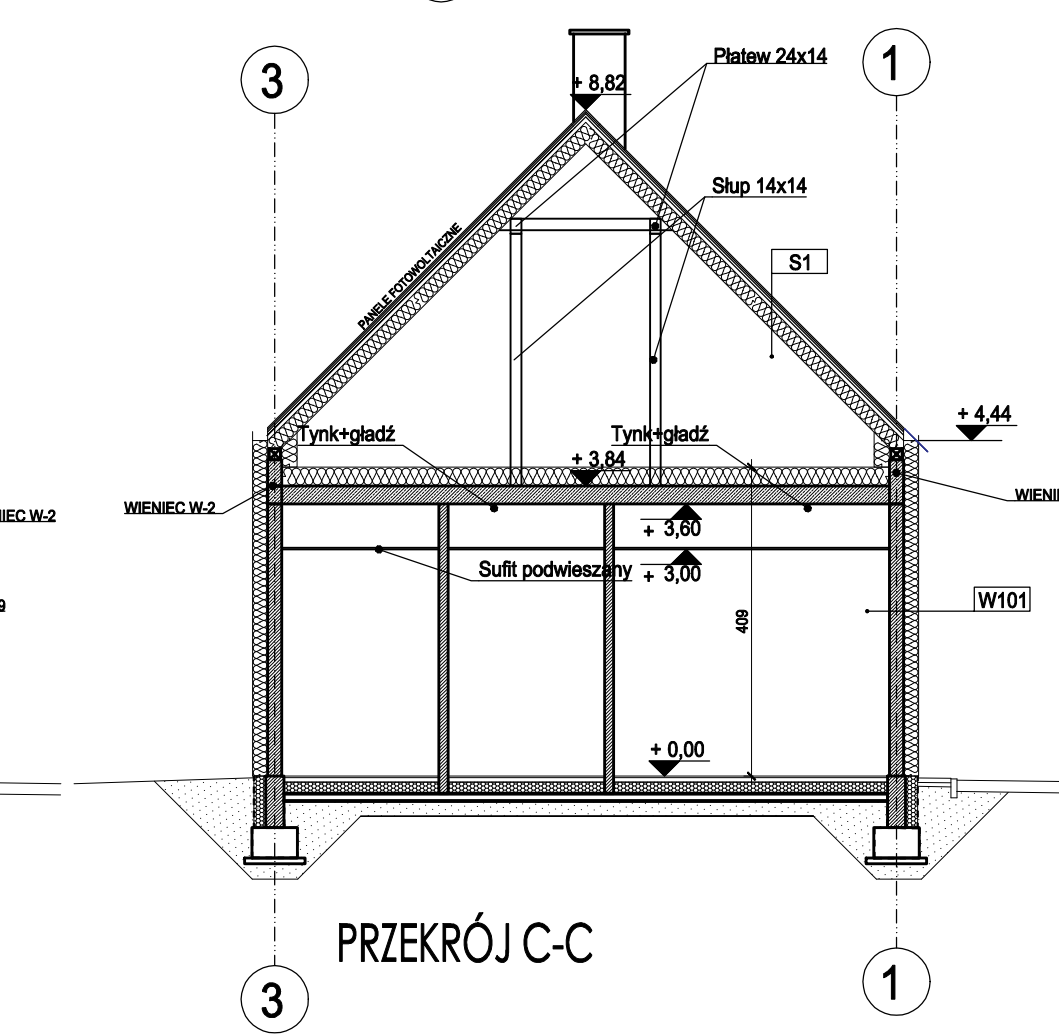 3
1
Płatew 24x14
+ 8,82
Słup 14x14
PANELE FOTOWOLTAICZNE
S1
+ 4,44
Tynk+gładź
Tynk+gładź
+ 3,84
WIENIEC W-2
W-2
+ 3,60
Sufit podwieszany
+ 3,00
W101
409
+ 0,00
PRZEKRÓJ C-C
3
1